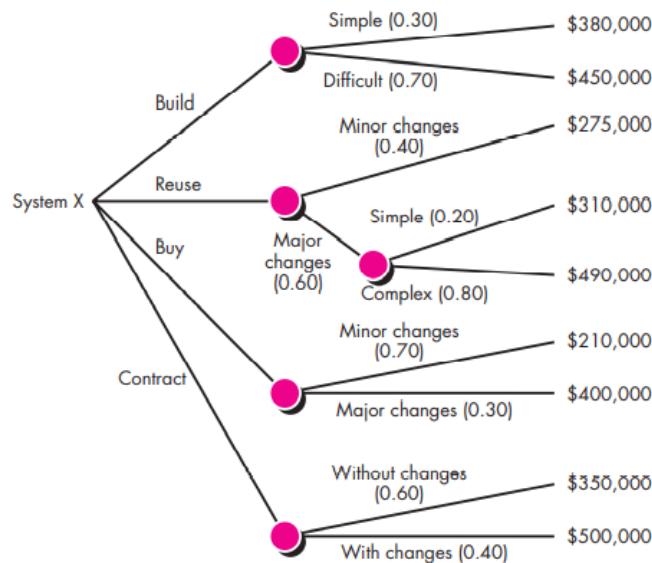 Simple (0.30)
$380,000
Difficult (0.70)
$450,000
Build
Minor changes
(0.40)
$275,000
System X
Reuse
Simple (0.20)
$310,000
Major
changes
(0.60)
Buy
Complex (0.80)
$490,000
Minor changes
(0.70)
$210,000
Contract
Major changes (0.30)
$400,000
Without changes
(0.60)
$350,000
With changes (0.40)
$500,000